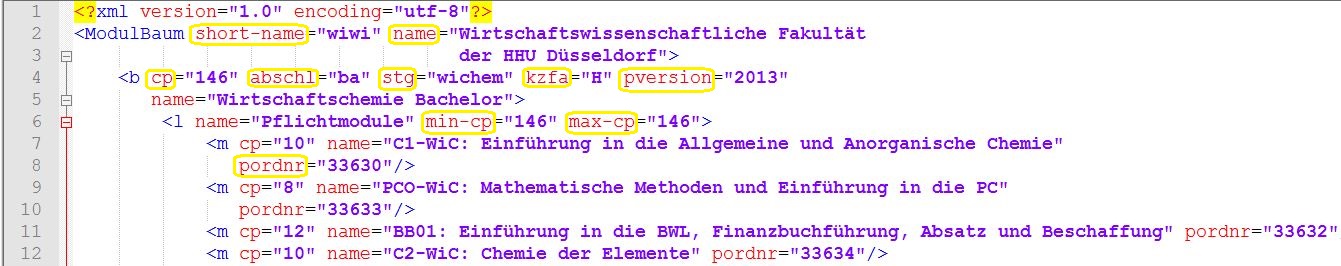 1 <?xml version="1.0" encoding="utf-8"?>
2 <ModulBaum short-name="wiwi" name="Wirtschaftswissenschaftliche Fakultät
3 der HHU Düsseldorf">
4 <b cp="146" abschl="ba" stg="wichem" kzfa="H" pversion="2013"
5 name="Wirtschaftschemie Bachelor">
6 <l name="Pflichtmodule" min-cp="146" max-cp="146">
7 <m cp="10" name="C1-WiC: Einführung in die Allgemeine und Anorganische Chemie"
8 pordnr="33630"/>
9 <m cp="8" name="PCO-WiC: Mathematische Methoden und Einführung in die PC"
10 pordnr="33633"/>
11 <m cp="12" name="BB01: Einführung in die BWL, Finanzbuchführung, Absatz und Beschaffung" pordnr="33632"
12 <m cp="10" name="C2-WiC: Chemie der Elemente" pordnr="33634"/>